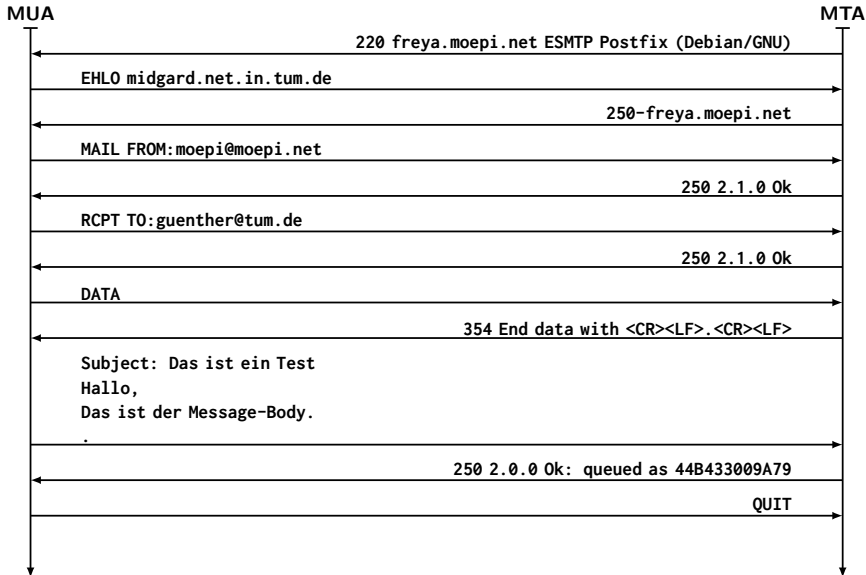 MUA
MTA
220 freya.moepi.net ESMTP Postfix (Debian/GNU)
EHLO midgard.net.in.tum.de
250-freya.moepi.net
MAIL FROM:moepi@moepi.net
250 2.1.0 Ok
RCPT TO:guenther@tum.de
250 2.1.0 Ok
DATA
354 End data with <CR><LF>.<CR><LF>
Subject: Das ist ein Test
Hallo,
Das ist der Message-Body.
.
250 2.0.0 Ok: queued as 44B433009A79
QUIT